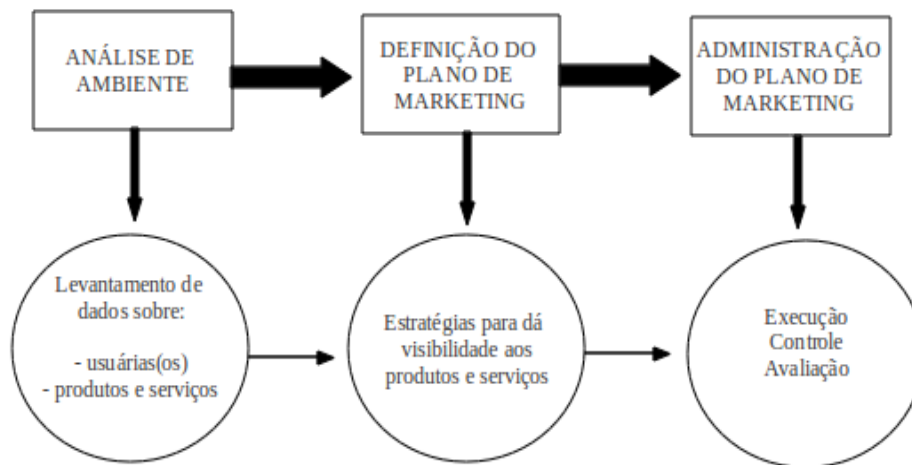 ANÁLISE DE
AMBIENTE
DEFINIÇÃO DO
PLANO DE
MARKETING
ADMINISTRAÇÃO
DO PLANO DE
MARKETING
Levantamento de
dados sobre:
- usuárias(os)
- produtos e serviços
Estratégias para dá
visibilidade aos
produtos e serviços
Execução
Controle
Avaliação